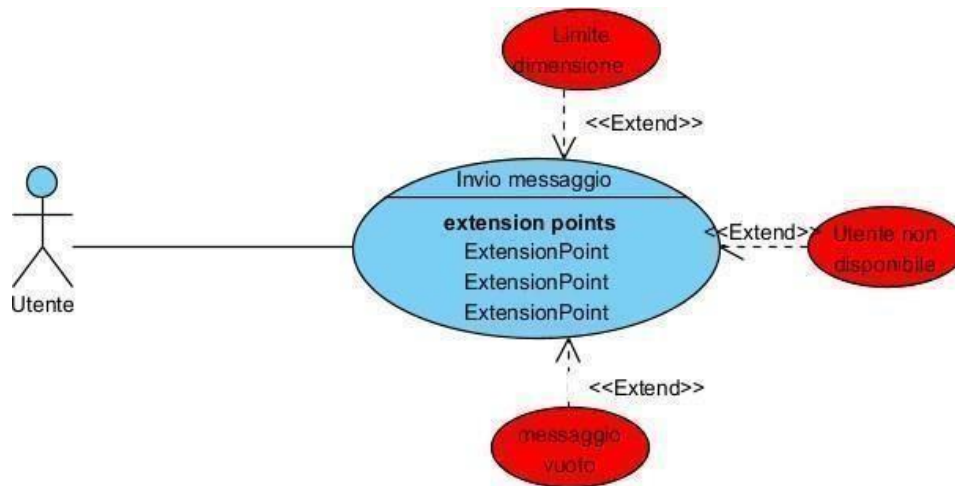 Limite
dimensione
<<Extend>>
Invio messaggio
extension points
ExtensionPoint
ExtensionPoint
ExtensionPoint
<<Extend>>
Utente non
disponibile
Utente
<<Extend>>
messaggio
vuoto